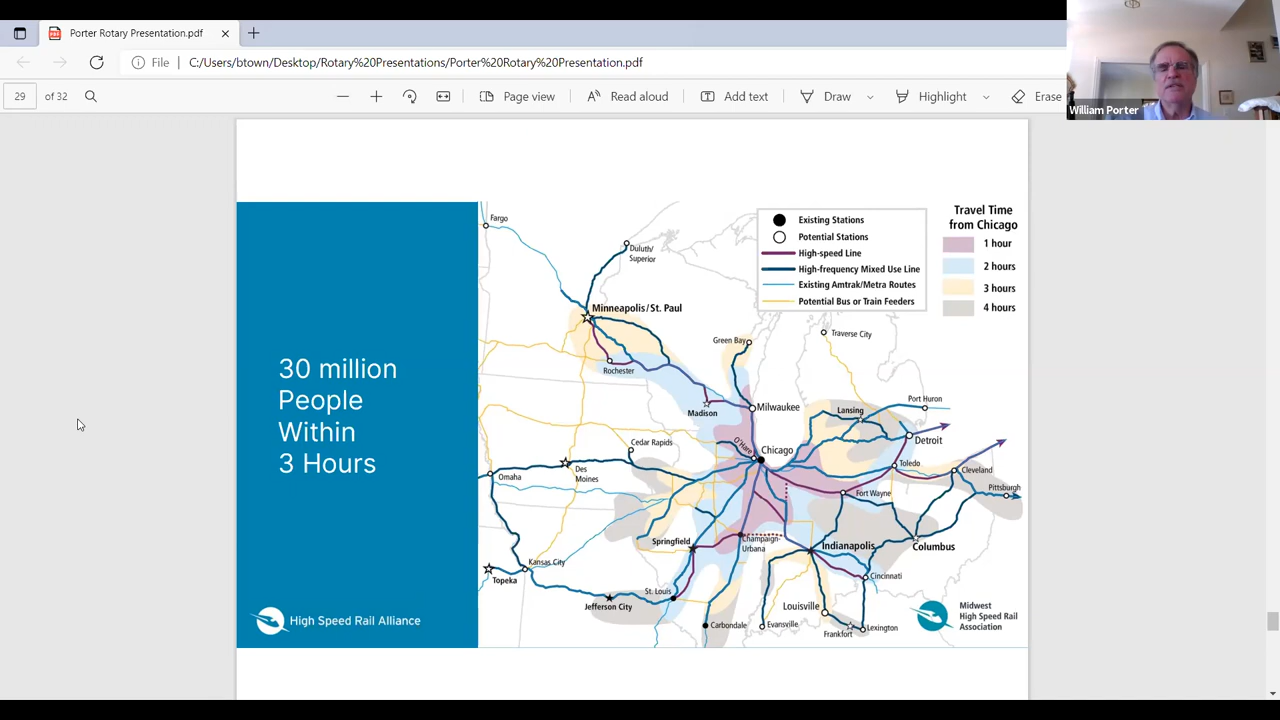 Porter Rotary Presentation.pdf
File
C:/Users/btown/Desktop/Rotary%20Presentations/Porter%20Rotary%20Presentation.pdf
29
of 32
Page view
Read aloud
Add text
Draw
Highlight
Erase
William Porter
30 million
People
Within
3 Hours
High Speed Rail Alliance
Existing Stations
Potential Stations
High-speed Line
High-frequency Mixed Use Line
Existing Amtrak/Metra Routes
Potential Bus or Train Feeders
Travel Time
from Chicago
1 hour
2 hours
3 hours
4 hours
Fargo
Duluth/
Superior
Minneapolis/St. Paul
Rochester
Green Bay
Traverse City
Madison
Milwaukee
Lansing
Port Huron
Detroit
O'Hare
Chicago
Cedar Rapids
Des
Moines
Omaha
Toledo
Cleveland
Pittsburgh
Fort Wayne
Springfield
Champaign-
Urbana
Indianapolis
Columbus
Kansas City
Topeka
Jefferson City
St. Louis
Cincinnati
Louisville
Carbondale
Evansville
Frankfort
Lexington
Midwest
High Speed Rail
Association